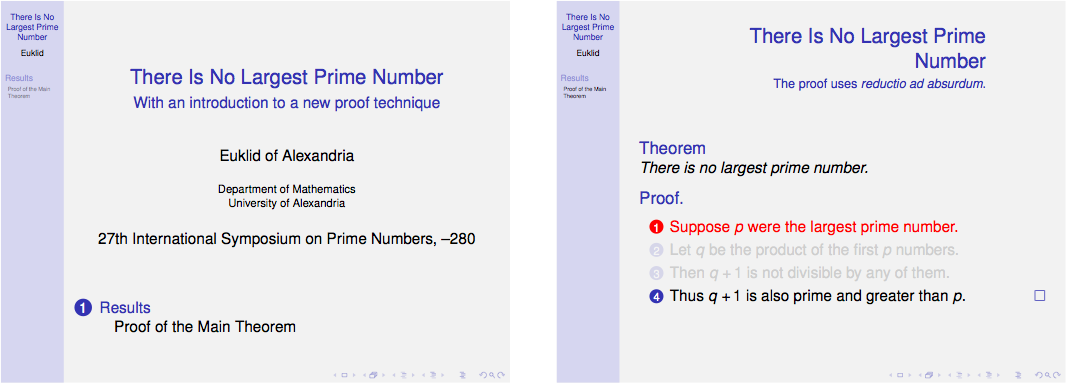 There Is No
Largest Prime
Number
Euklid
Results
Proof of the Main
Theorem
There Is No Largest Prime Number
With an introduction to a new proof technique
Euklid of Alexandria
Department of Mathematics
University of Alexandria
27th International Symposium on Prime Numbers, –280
1 Results
Proof of the Main Theorem
There Is No
Largest Prime
Number
Euklid
Results
Proof of the Main
Theorem
There Is No Largest Prime
Number
The proof uses reductio ad absurdum.
Theorem
There is no largest prime number.
Proof.
1 Suppose p were the largest prime number.
2 Let q be the product of the first p numbers.
3 Then q + 1 is not divisible by any of them.
4 Thus q + 1 is also prime and greater than p.